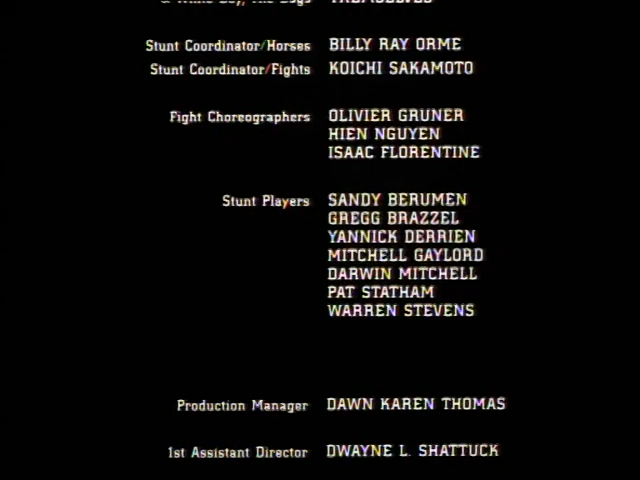 Stunt Coordinator/Horses BILLY RAY ORME
Stunt Coordinator/Fights KOICHI SAKAMOTO
Fight Choreographers OLIVIER GRUNER
HIEN NGUYEN
ISAAC FLORENTINE
Stunt Players SANDY BERUMEN
GREGG BRAZZEL
YANNICK DERRIEN
MITCHELL GAYLORD
DARWIN MITCHELL
PAT STATHAM
WARREN STEVENS
Production Manager DAWN KAREN THOMAS
1st Assistant Director DWAYNE L. SHATTUCK